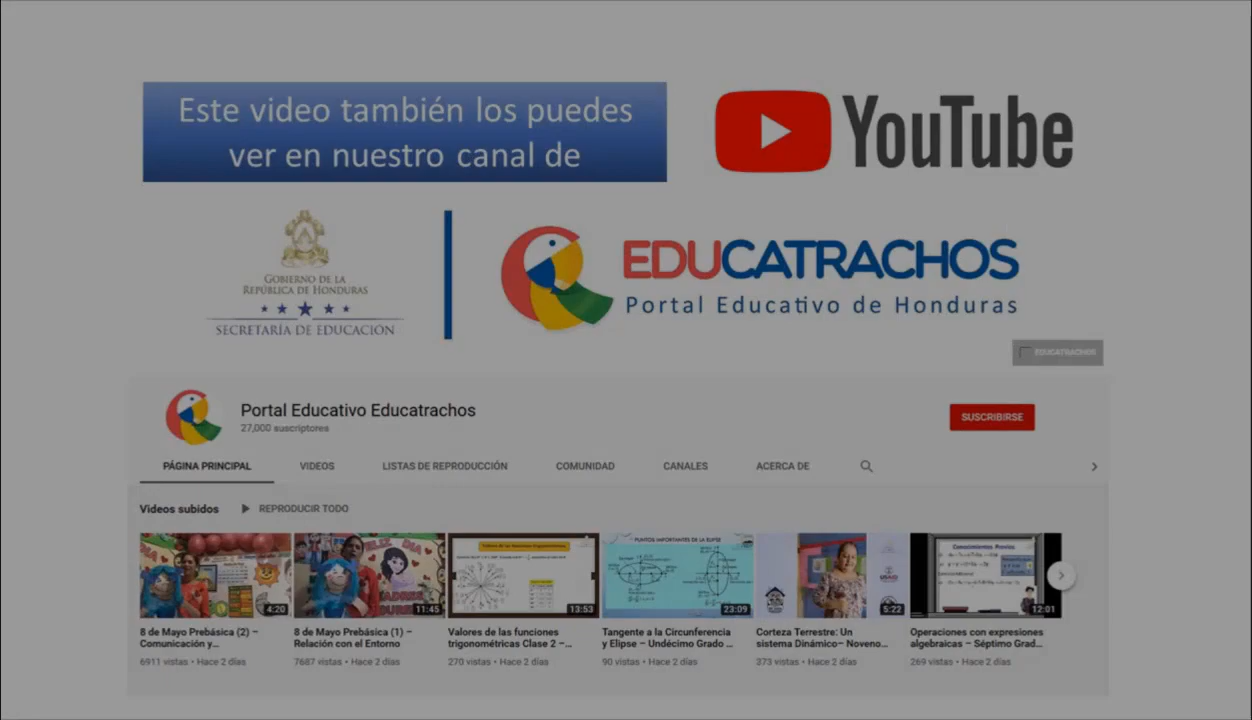 Este video también los puedes
ver en nuestro canal de
YouTube
GOBIERNO DE LA
REPÚBLICA DE HONDURAS
SECRETARÍA DE EDUCACIÓN
EDUCATRACHOS
Portal Educativo de Honduras
EDUCATRACHOS
Portal Educativo Educatrachos
27,000 suscriptores
SUSCRIBIRSE
PÁGINA PRINCIPAL VIDEOS LISTAS DE REPRODUCCIÓN COMUNIDAD CANALES ACERCA DE
Videos subidos REPRODUCIR TODO
4:20 11:45 13:53 23:09 5:22 12:01
8 de Mayo Prebásica (2) –
Comunicación y...
6911 vistas • Hace 2 días
8 de Mayo Prebásica (1) –
Relación con el Entorno
7687 vistas • Hace 2 días
Valores de las funciones
trigonométricas Clase 2 –...
270 vistas • Hace 2 días
Tangente a la Circunferencia
y Elipse – Undécimo Grado ...
90 vistas • Hace 2 días
Corteza Terrestre: Un
sistema Dinámico– Noveno...
373 vistas • Hace 2 días
Operaciones con expresiones
algebraicas – Séptimo Grad...
269 vistas • Hace 2 días